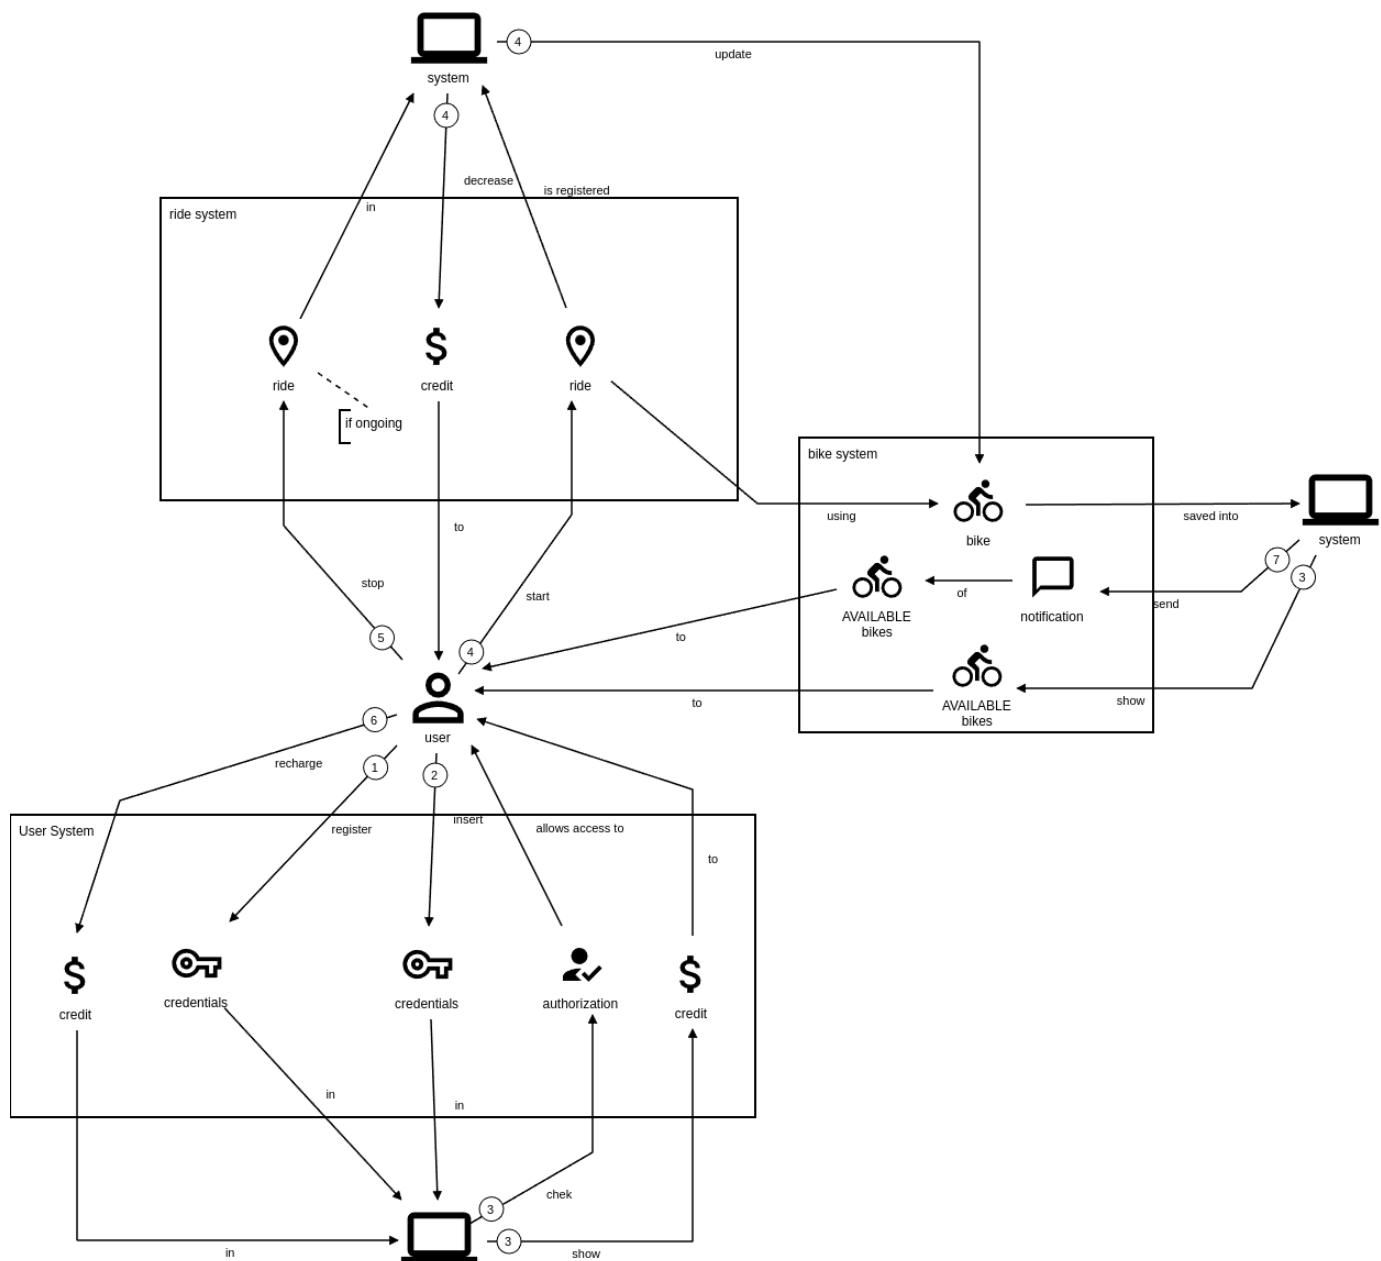 4
update
system
4
decrease
is registered
in
ride system
ride
credit
ride
if ongoing
bike system
using
saved into
bike
system
to
7
3
of
send
AVAILABLE
bikes
notification
stop
start
5
4
to
AVAILABLE
bikes
show
to
6
user
recharge
1
2
insert
User System
register
allows access to
to
credit
credentials
credentials
authorization
credit
in
in
chek
3
3
in
show